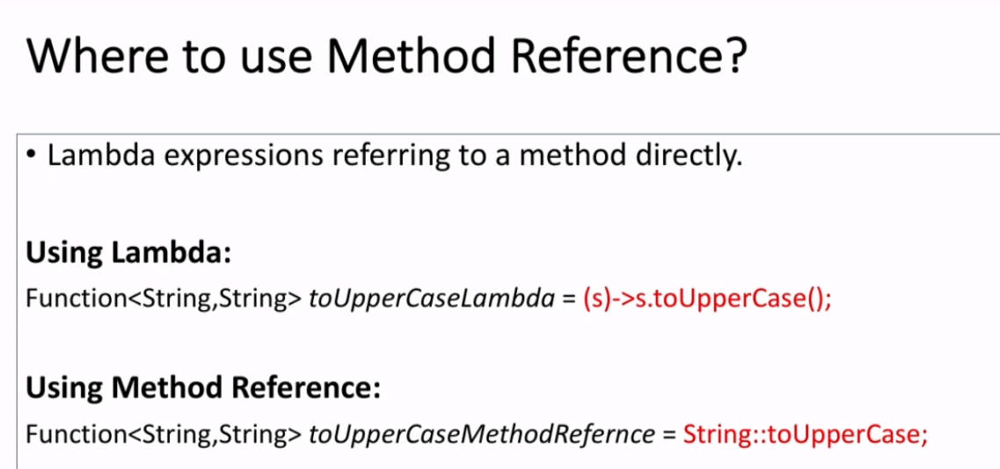 Where to use Method Reference?
• Lambda expressions referring to a method directly.
Using Lambda:
Function<String,String> toUpperCaseLambda = (s)->s.toUpperCase();
Using Method Reference:
Function<String,String> toUpperCaseMethodRefernce = String::toUpperCase;